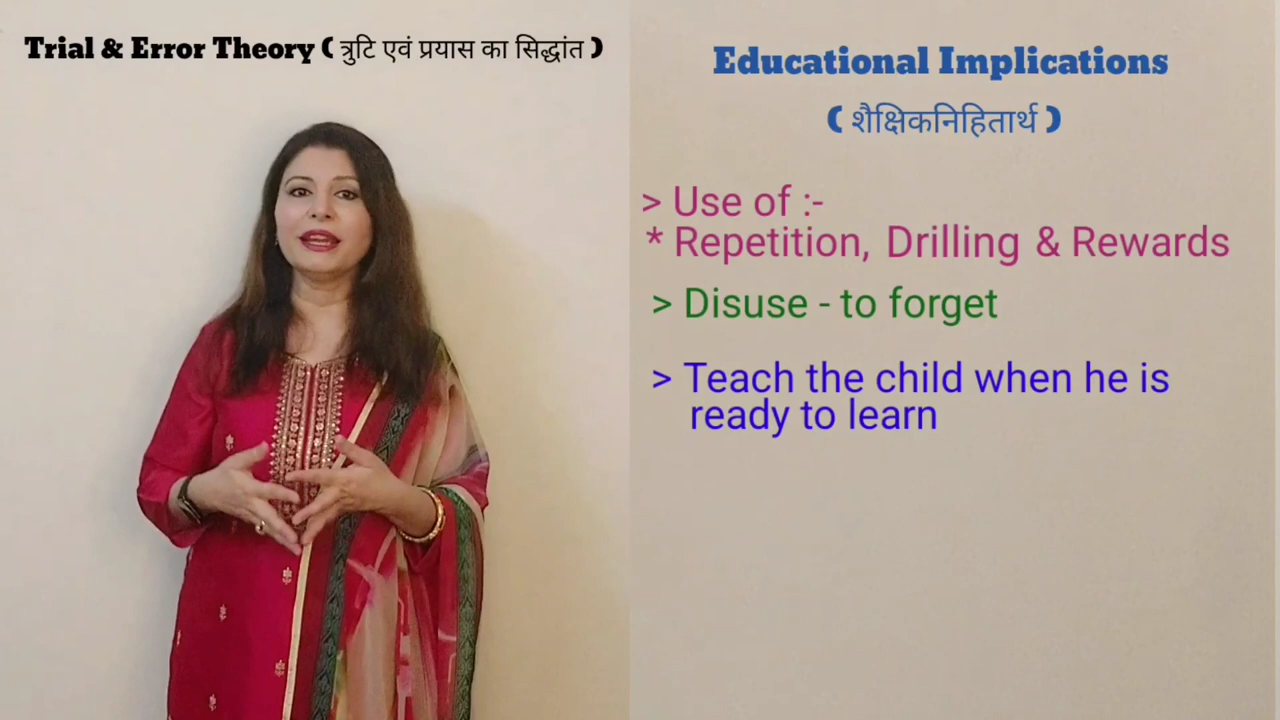 Trial & Error Theory ( त्रुटि एवं प्रयास का सिद्धांत )
Educational Implications
( शैक्षिकनिहितार्थ )
> Use of :-
* Repetition, Drilling & Rewards
> Disuse - to forget
> Teach the child when he is
ready to learn